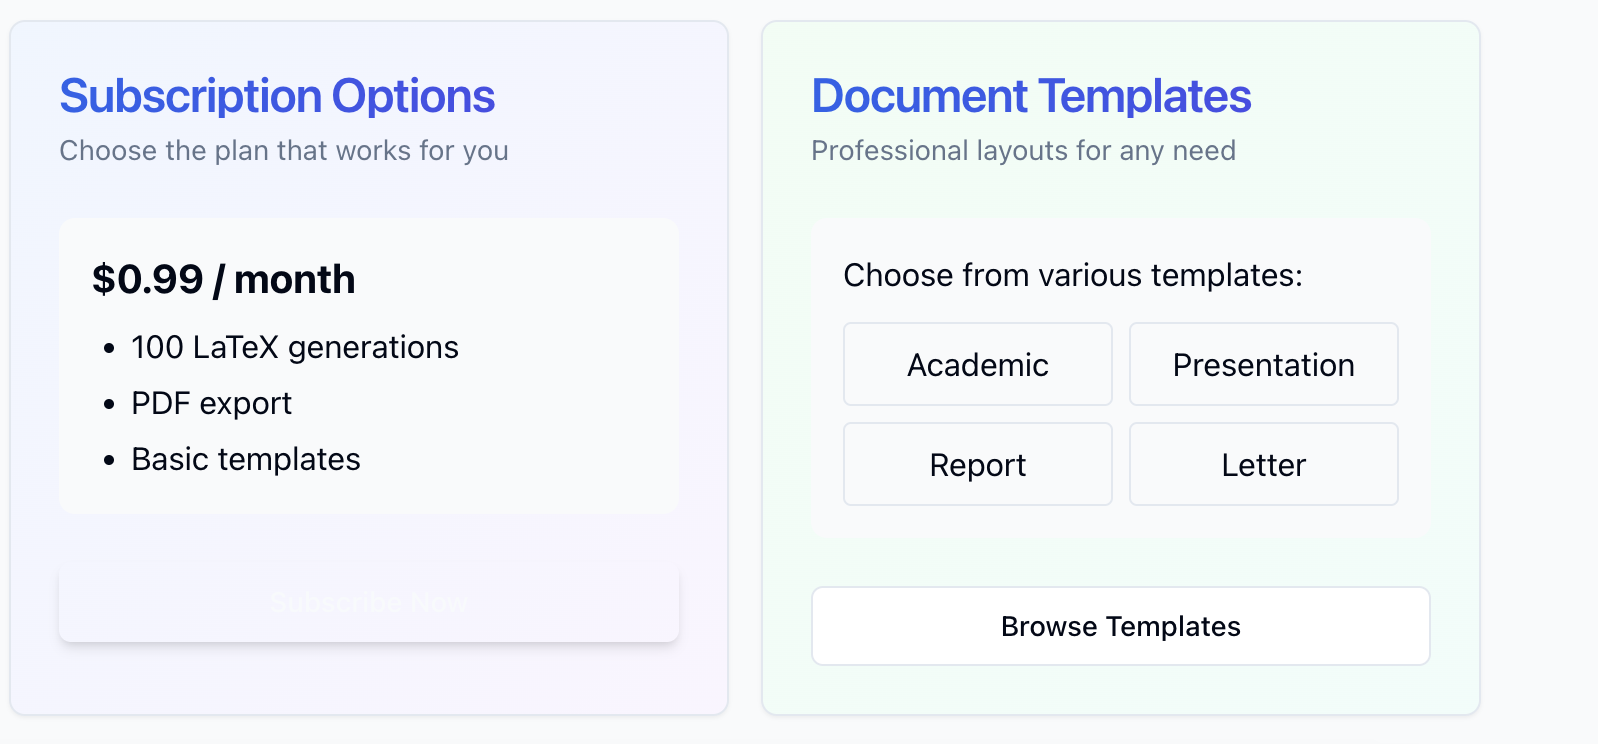 Subscription Options
Choose the plan that works for you
$0.99 / month
• 100 LaTeX generations
• PDF export
• Basic templates
Subscribe Now
Document Templates
Professional layouts for any need
Choose from various templates:
Academic
Presentation
Report
Letter
Browse Templates